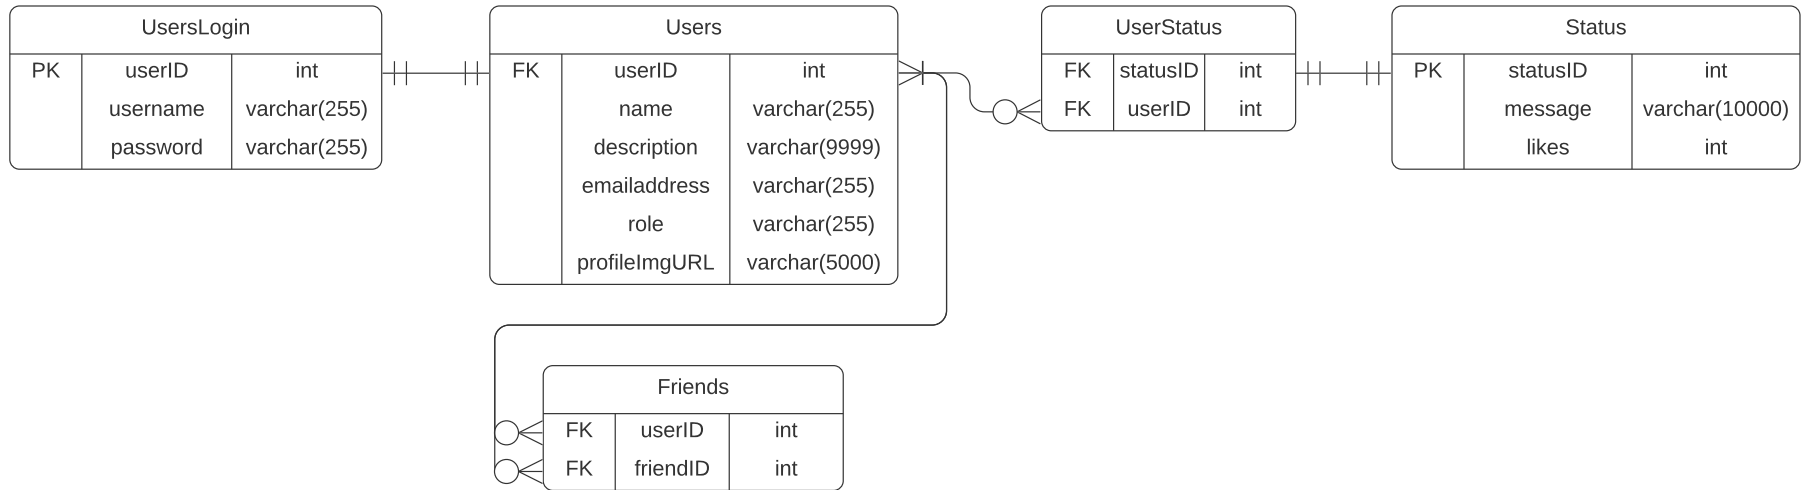 UsersLogin
PK userID int
username varchar(255)
password varchar(255)
Users
FK userID int
name varchar(255)
description varchar(9999)
emailaddress varchar(255)
role varchar(255)
profileImgURL varchar(5000)
UserStatus
FK statusID int
FK userID int
Status
PK statusID int
message varchar(10000)
likes int
Friends
FK userID int
FK friendID int